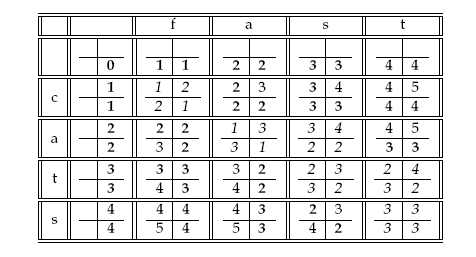 f a s t
0 1 1 2 2 3 3 4 4
c 1 1 2 2 3 3 4 4 5
1 2 1 2 2 3 3 4 4
a 2 2 2 1 3 3 4 4 5
2 3 2 3 1 2 2 3 3
t 3 3 3 3 2 2 3 2 4
3 4 3 4 2 3 2 3 2
s 4 4 4 4 3 2 3 3 3
4 5 4 5 3 4 2 3 3